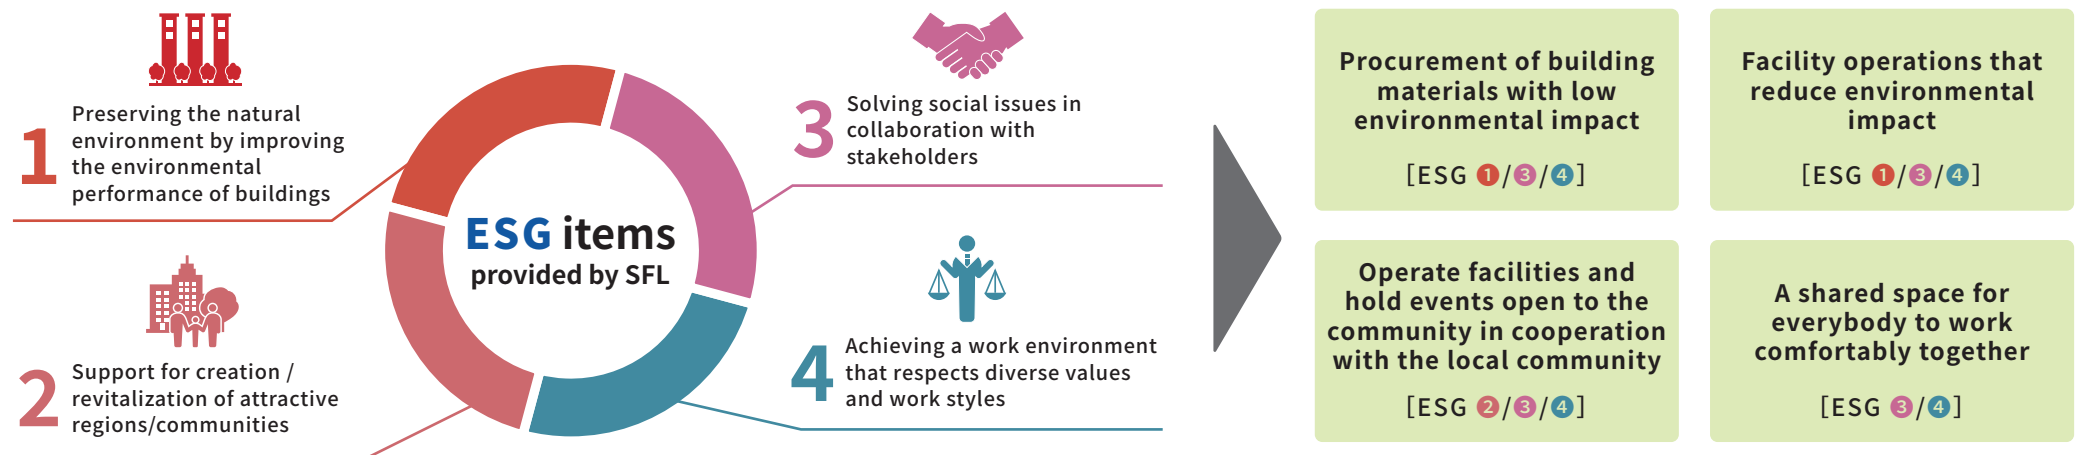 1
Preserving the natural
environment by improving
the environmental
performance of buildings
2
Support for creation /
revitalization of attractive
regions/communities
ESG items
provided by SFL
3
Solving social issues in
collaboration with
stakeholders
4
Achieving a work environment
that respects diverse values
and work styles
Procurement of building
materials with low
environmental impact
[ESG 1/3/4]
Facility operations that
reduce environmental
impact
[ESG 1/3/4]
Operate facilities and
hold events open to the
community in cooperation
with the local community
[ESG 2/3/4]
A shared space for
everybody to work
comfortably together
[ESG 3/4]